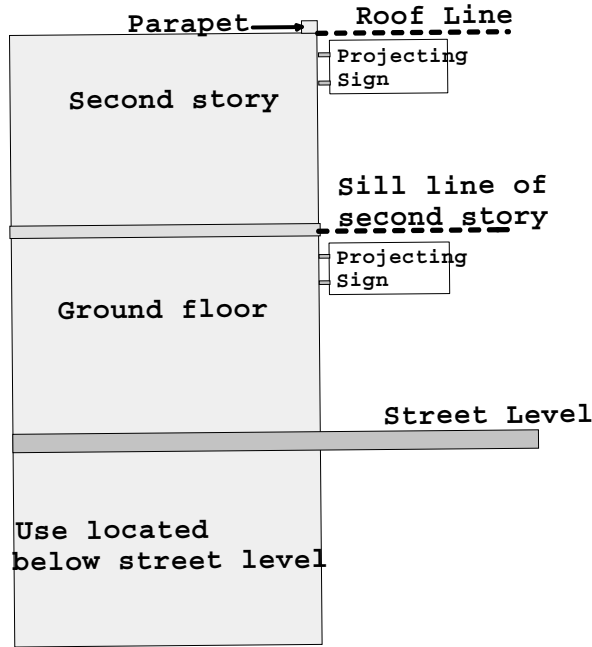 Parapet
Roof Line
Projecting
Sign
Second story
Sill line of
second story
Projecting
Sign
Ground floor
Street Level
Use located
below street level